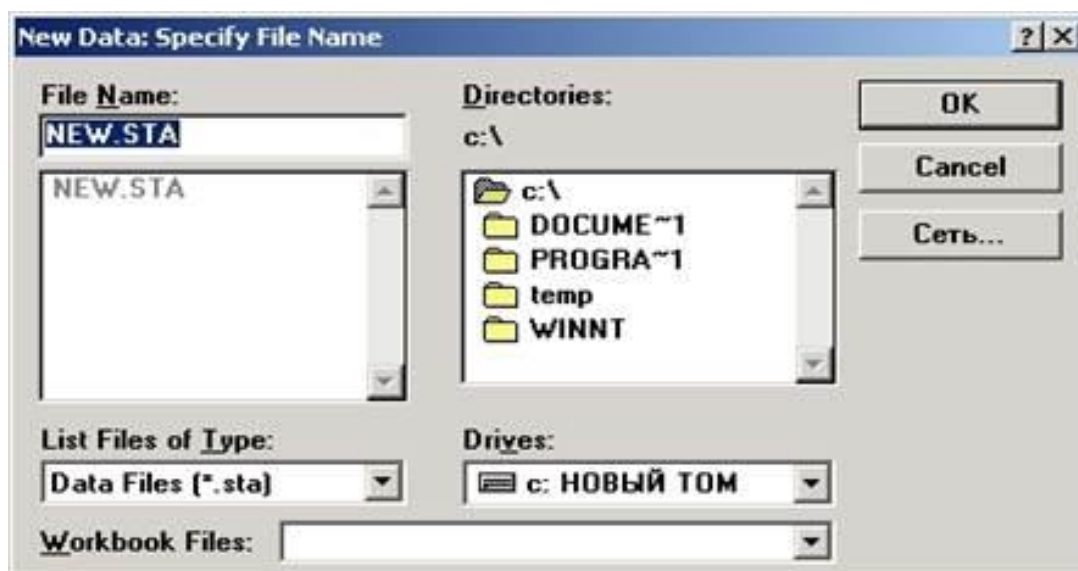 New Data: Specify File Name
File Name:
NEW.STA
NEW.STA
List Files of Type:
Data Files (*.sta)
Directories:
c:\
c:\
DOCUME~1
PROGRA~1
temp
WINNT
Drives:
c: НОВЫЙ ТОМ
Workbook Files:
OK
Cancel
Сеть...